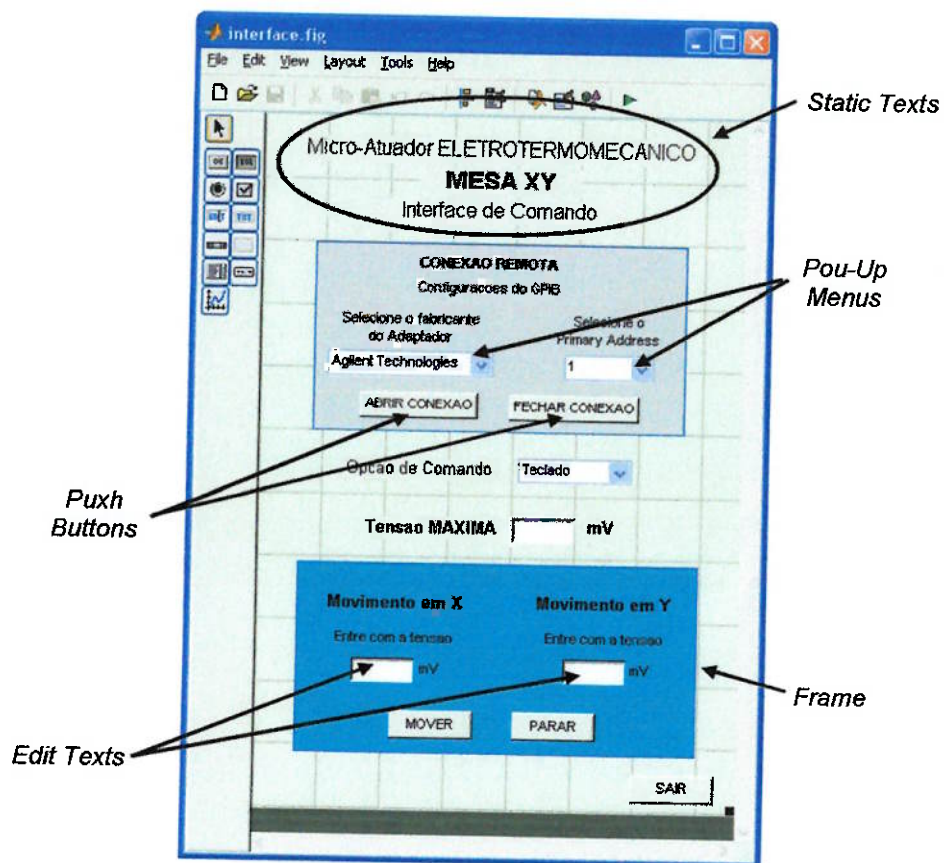 interface.fig
File Edit View Layout Tools Help
Static Texts
Micro-Atuador ELETROTERMOMECANICO
MESA XY
Interface de Comando
CONEXAO REMOTA
Configuracoes do GPIB
Pou-Up
Menus
Selecione o fabricante
do Adaptador
Selecione o
Primary Address
Agilent Technologies
1
ABRIR CONEXAO
FECHAR CONEXAO
Opcao de Comando
Teclado
Puxh
Buttons
Tensao MAXIMA
mV
Movimento em X
Movimento em Y
Entre com a tensao
Entre com a tensao
mV
mV
Frame
MOVER
PARAR
Edit Texts
SAIR